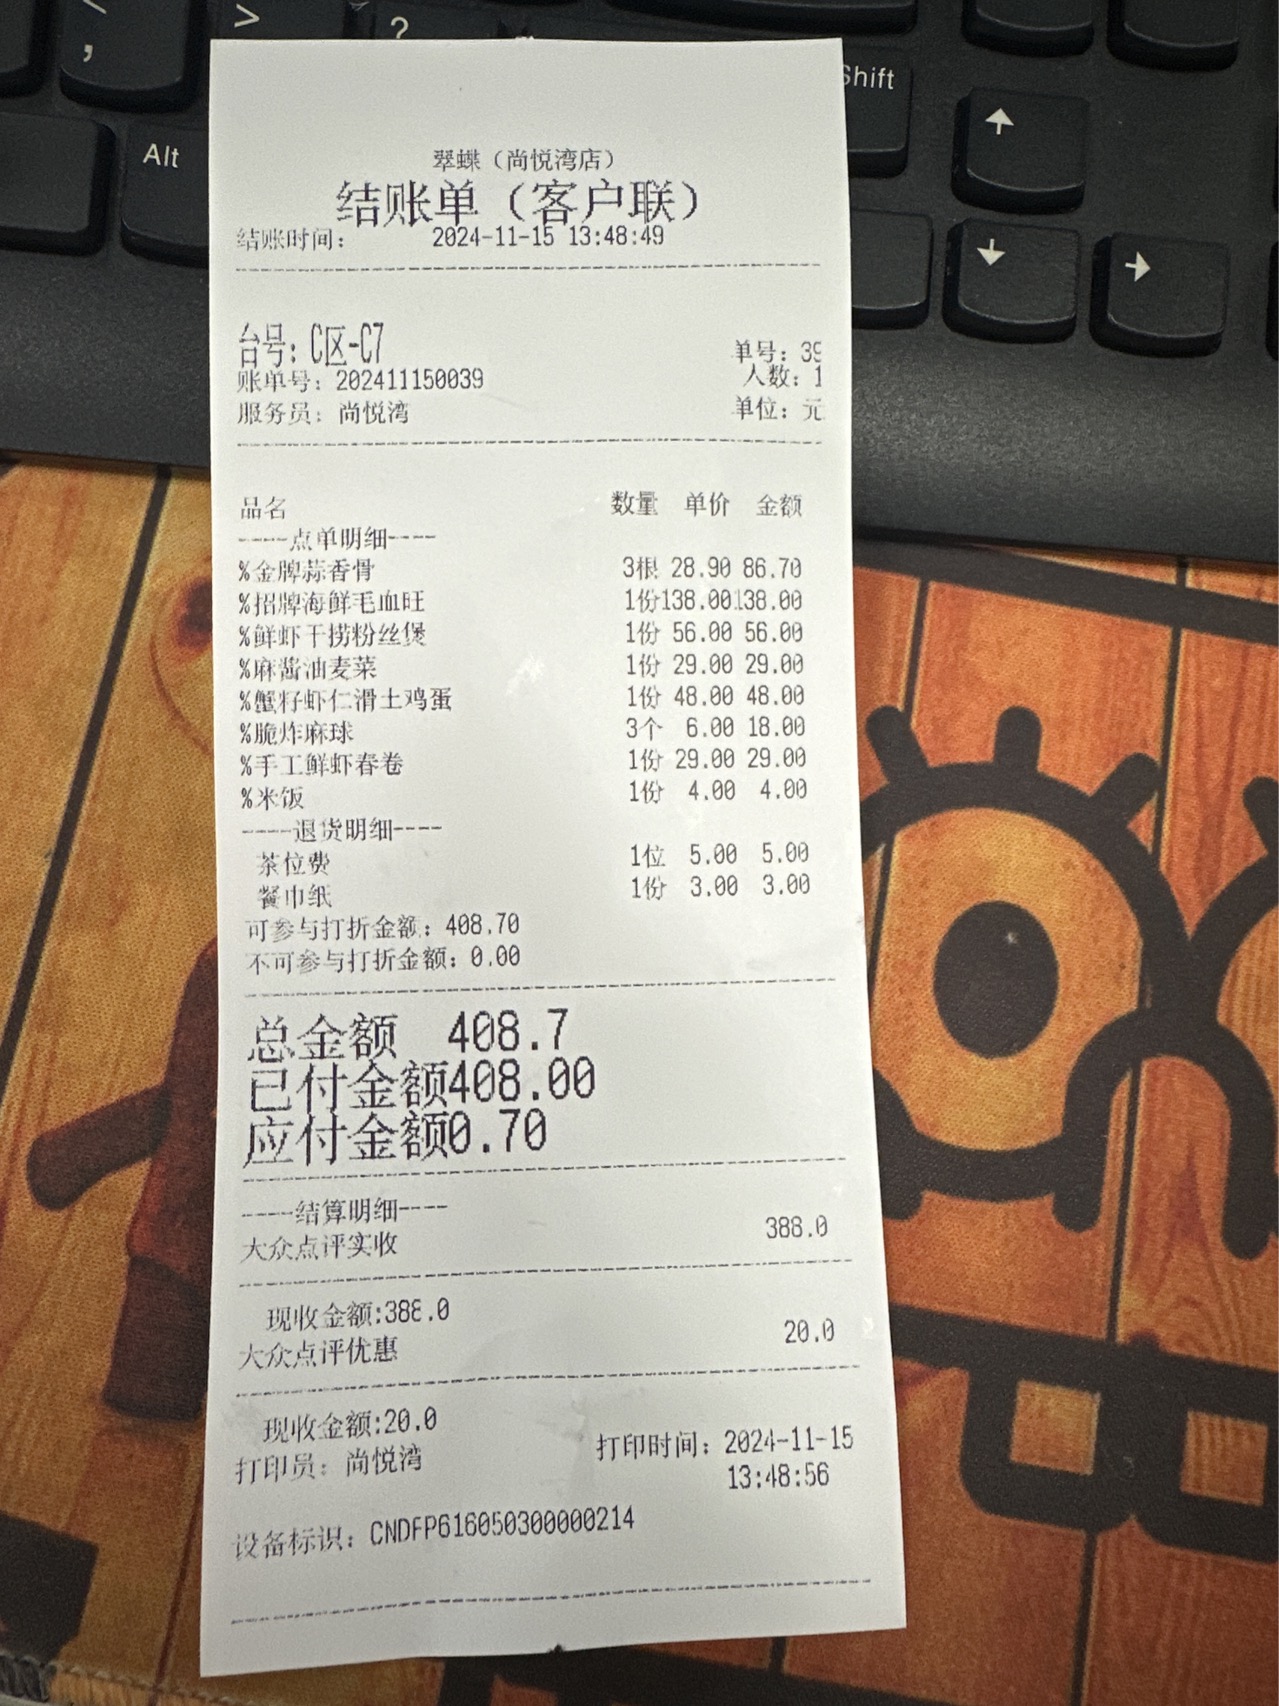 < ,
>
?
Shift
Alt
翠蝶（尚悦湾店）
结账单（客户联）
结账时间： 2024-11-15 13:48:49
台号：C区-C7
单号：39
账单号：202411150039 人数：1
服务员：尚悦湾 单位：元
品名 数量 单价 金额
----点单明细----
%金牌蒜香骨 3根 28.90 86.70
%招牌海鲜毛血旺 1份138.00138.00
%鲜虾干捞粉丝煲 1份 56.00 56.00
%麻酱油麦菜 1份 29.00 29.00
%蟹籽虾仁滑土鸡蛋 1份 48.00 48.00
%脆炸麻球 3个 6.00 18.00
%手工鲜虾春卷 1份 29.00 29.00
%米饭 1份 4.00 4.00
----退货明细----
茶位费 1位 5.00 5.00
餐巾纸 1份 3.00 3.00
可参与打折金额：408.70
不可参与打折金额：0.00
总金额 408.7
已付金额408.00
应付金额0.70
----结算明细----
大众点评实收 388.0
现收金额:388.0
大众点评优惠 20.0
现收金额:20.0
打印员：尚悦湾 打印时间：2024-11-15
13:48:56
设备标识：CNDFP616050300000214